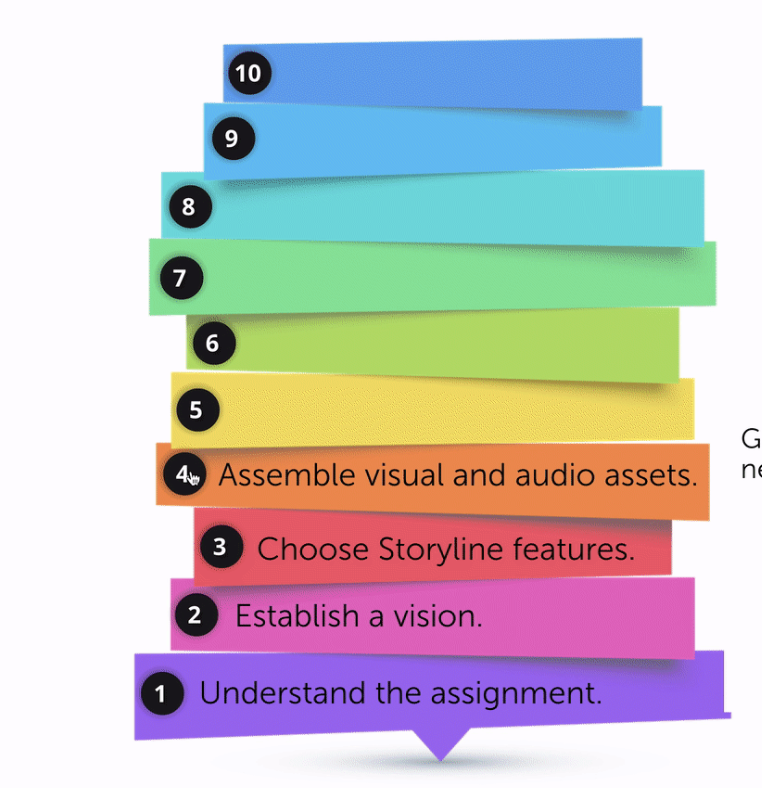 10
9
8
7
6
5
4 Assemble visual and audio assets.
3 Choose Storyline features.
2 Establish a vision.
1 Understand the assignment.